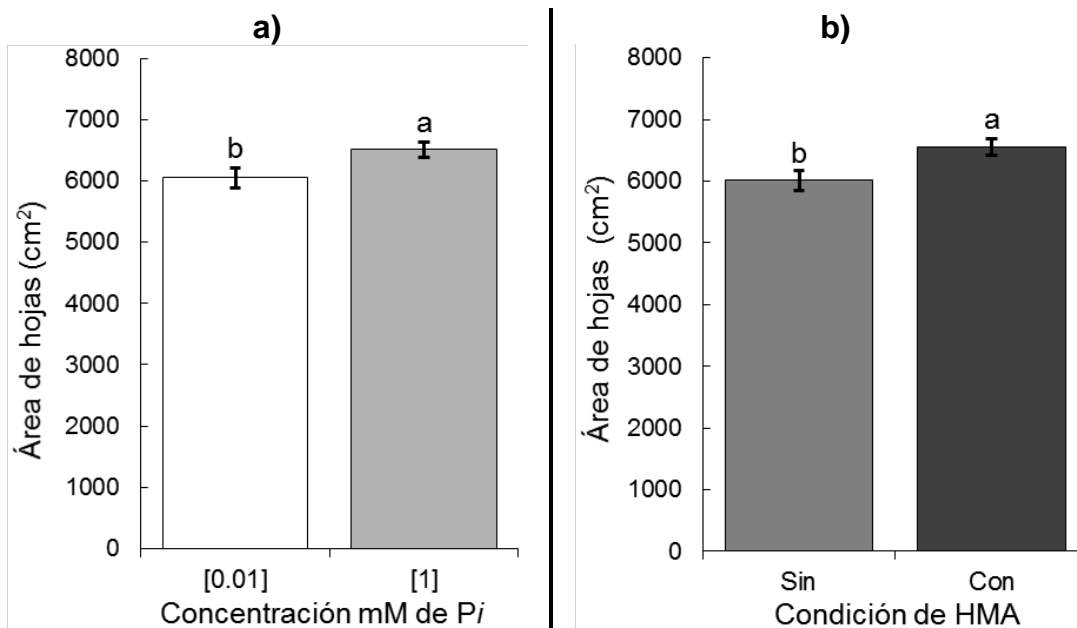 a)
8000
7000
6000
5000
4000
3000
2000
1000
0
Área de hojas (cm²)
b
a
[0.01]
[1]
Concentración mM de Pi
b)
8000
7000
6000
5000
4000
3000
2000
1000
0
Área de hojas (cm²)
b
a
Sin
Con
Condición de HMA